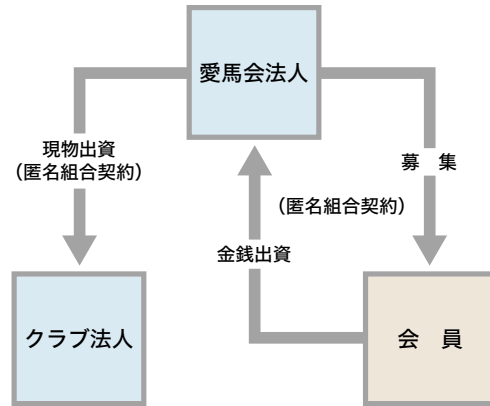 愛馬会法人
現物出資
（匿名組合契約）
募　集
（匿名組合契約）
金銭出資
クラブ法人
会　員